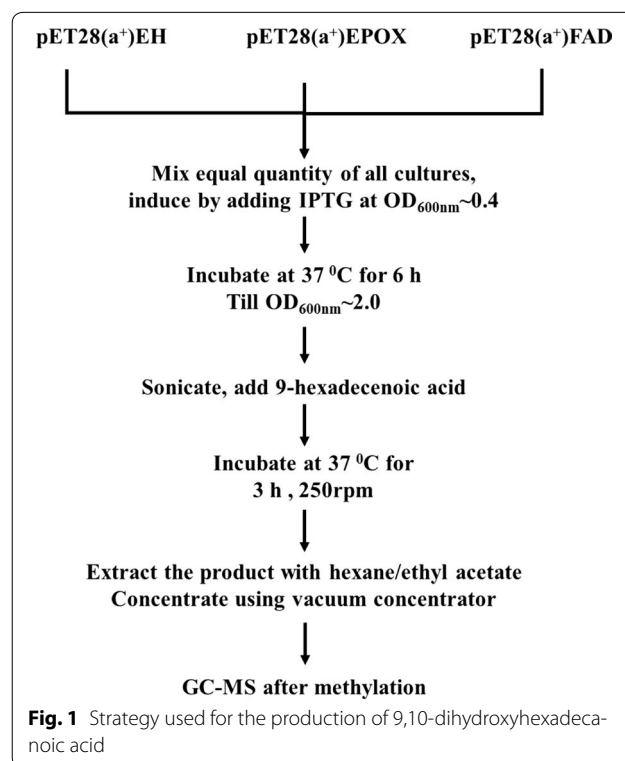 pET28(a⁺)EH pET28(a⁺)EPOX pET28(a⁺)FAD
Mix equal quantity of all cultures,
induce by adding IPTG at OD₆₀₀ₙₘ~0.4
Incubate at 37 ⁰C for 6 h
Till OD₆₀₀ₙₘ~2.0
Sonicate, add 9-hexadecenoic acid
Incubate at 37 ⁰C for
3 h , 250rpm
Extract the product with hexane/ethyl acetate
Concentrate using vacuum concentrator
GC-MS after methylation
Fig. 1 Strategy used for the production of 9,10-dihydroxyhexadeca-
noic acid